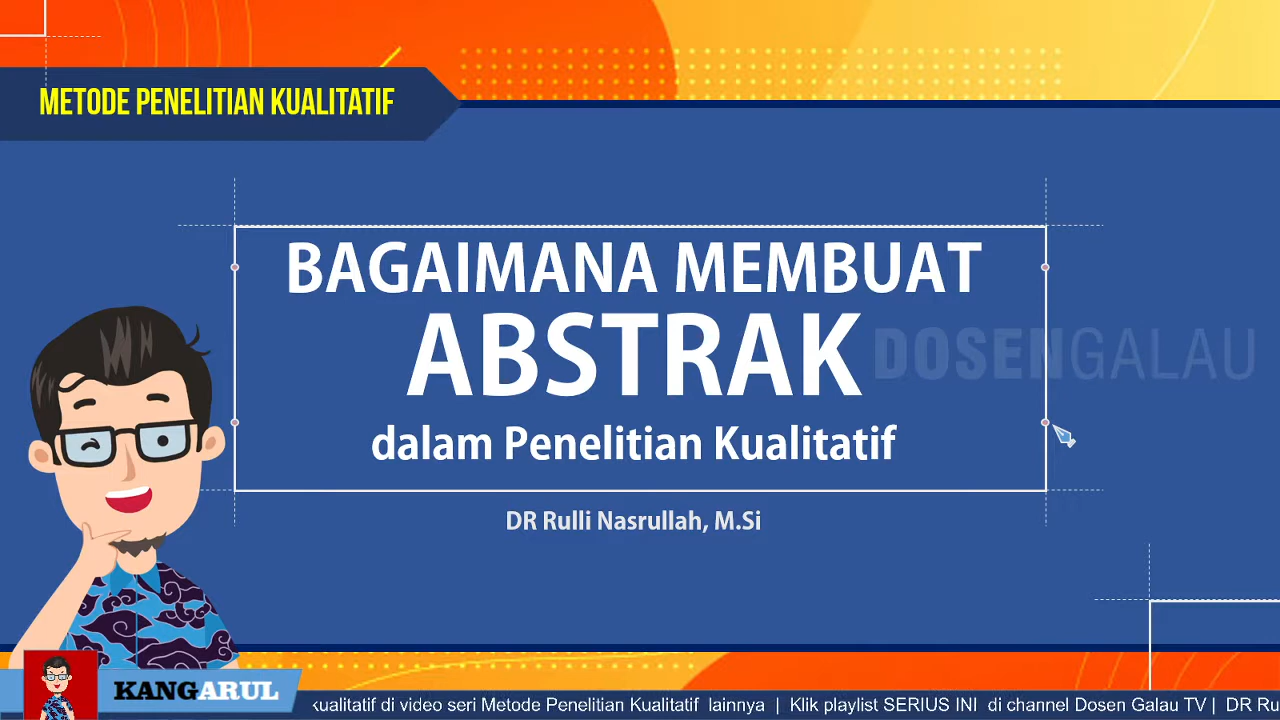 METODE PENELITIAN KUALITATIF
BAGAIMANA MEMBUAT
ABSTRAK
DOSENGALAU
dalam Penelitian Kualitatif
DR Rulli Nasrullah, M.Si
KANGARUL
kualitatif di video seri Metode Penelitian Kualitatif lainnya | Klik playlist SERIUS INI di channel Dosen Galau TV | DR Ru